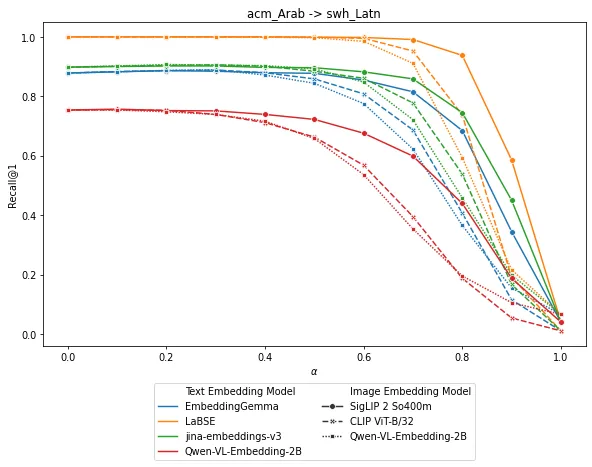 acm_Arab -> swh_Latn
Recall@1
1.0
0.8
0.6
0.4
0.2
0.0
0.0 0.2 0.4 0.6 0.8 1.0
α
Text Embedding Model
EmbeddingGemma
LaBSE
jina-embeddings-v3
Qwen-VL-Embedding-2B
Image Embedding Model
SigLIP 2 So400m
CLIP ViT-B/32
Qwen-VL-Embedding-2B